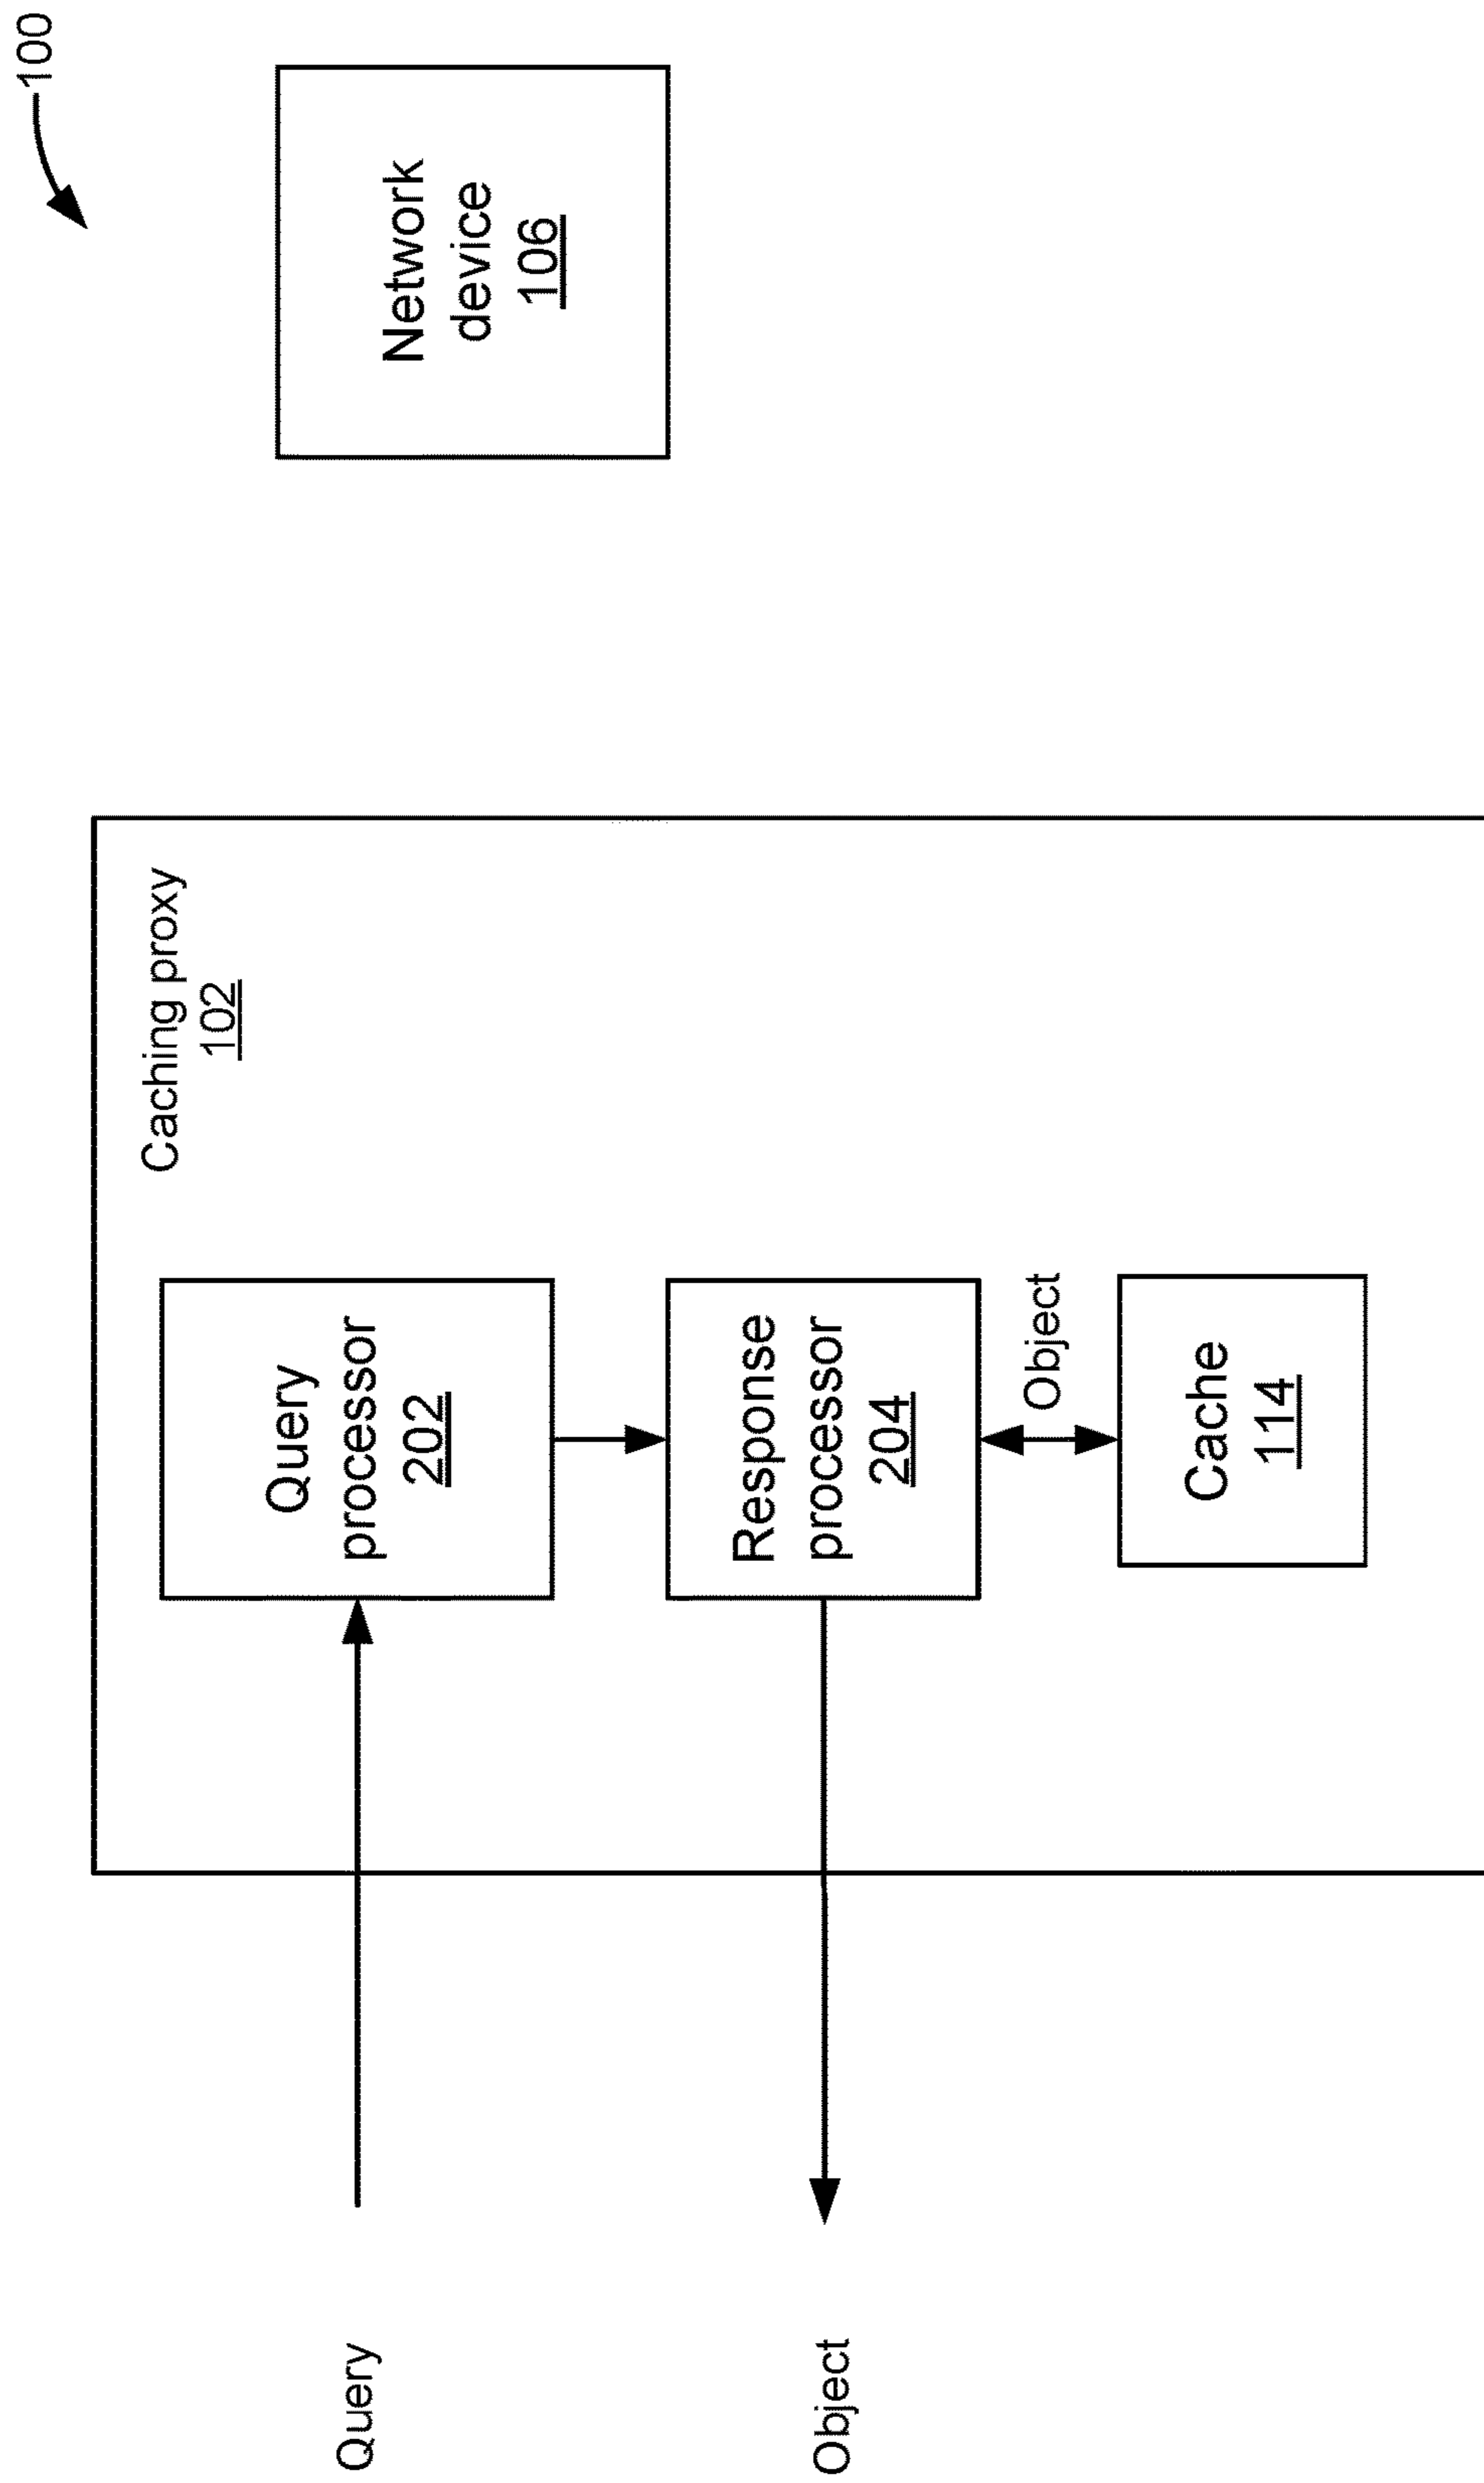 100
Network
device
106
Caching proxy
102
Query
processor
202
Response
processor
204
Object
Cache
114
Query
Object